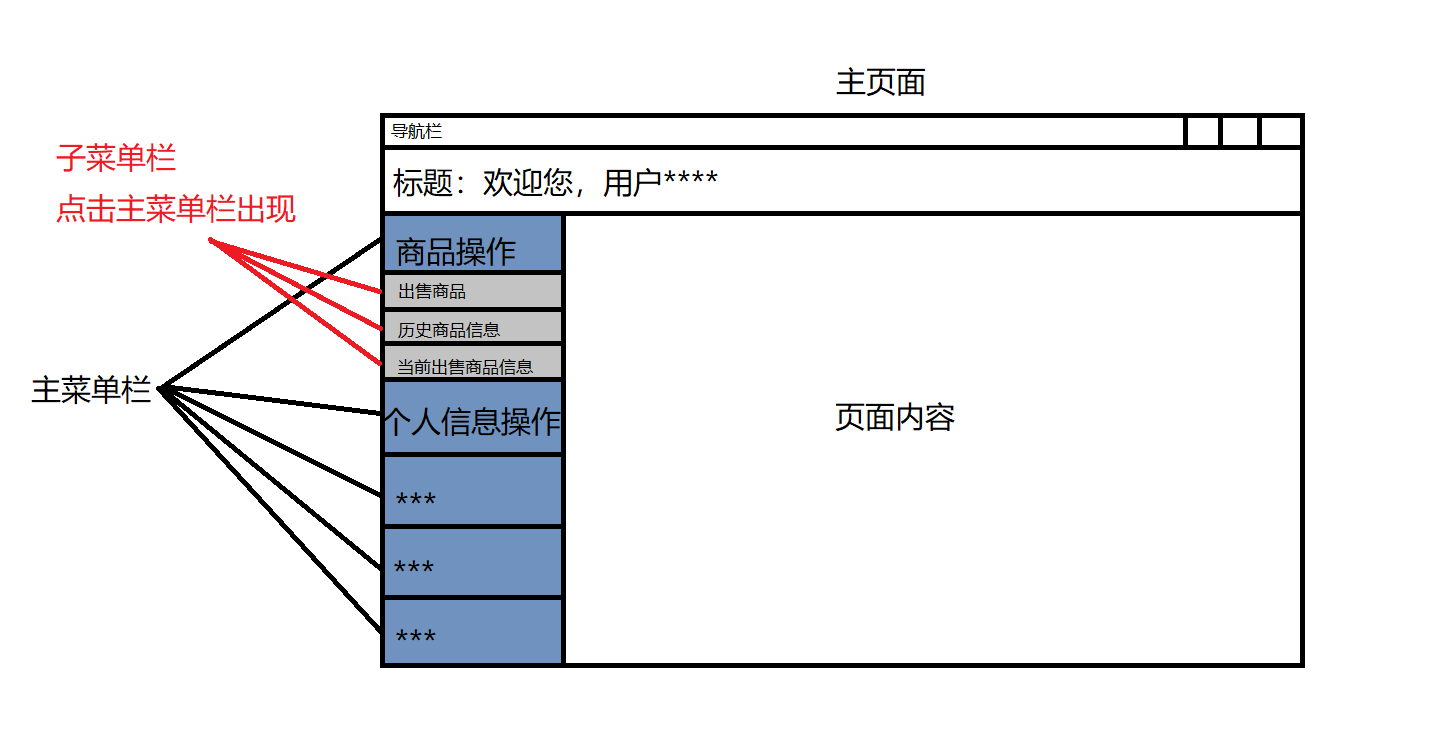 主页面
导航栏
子菜单栏
点击主菜单栏出现
标题：欢迎您，用户****
商品操作
出售商品
历史商品信息
当前出售商品信息
主菜单栏
个人信息操作
页面内容
***
***
***